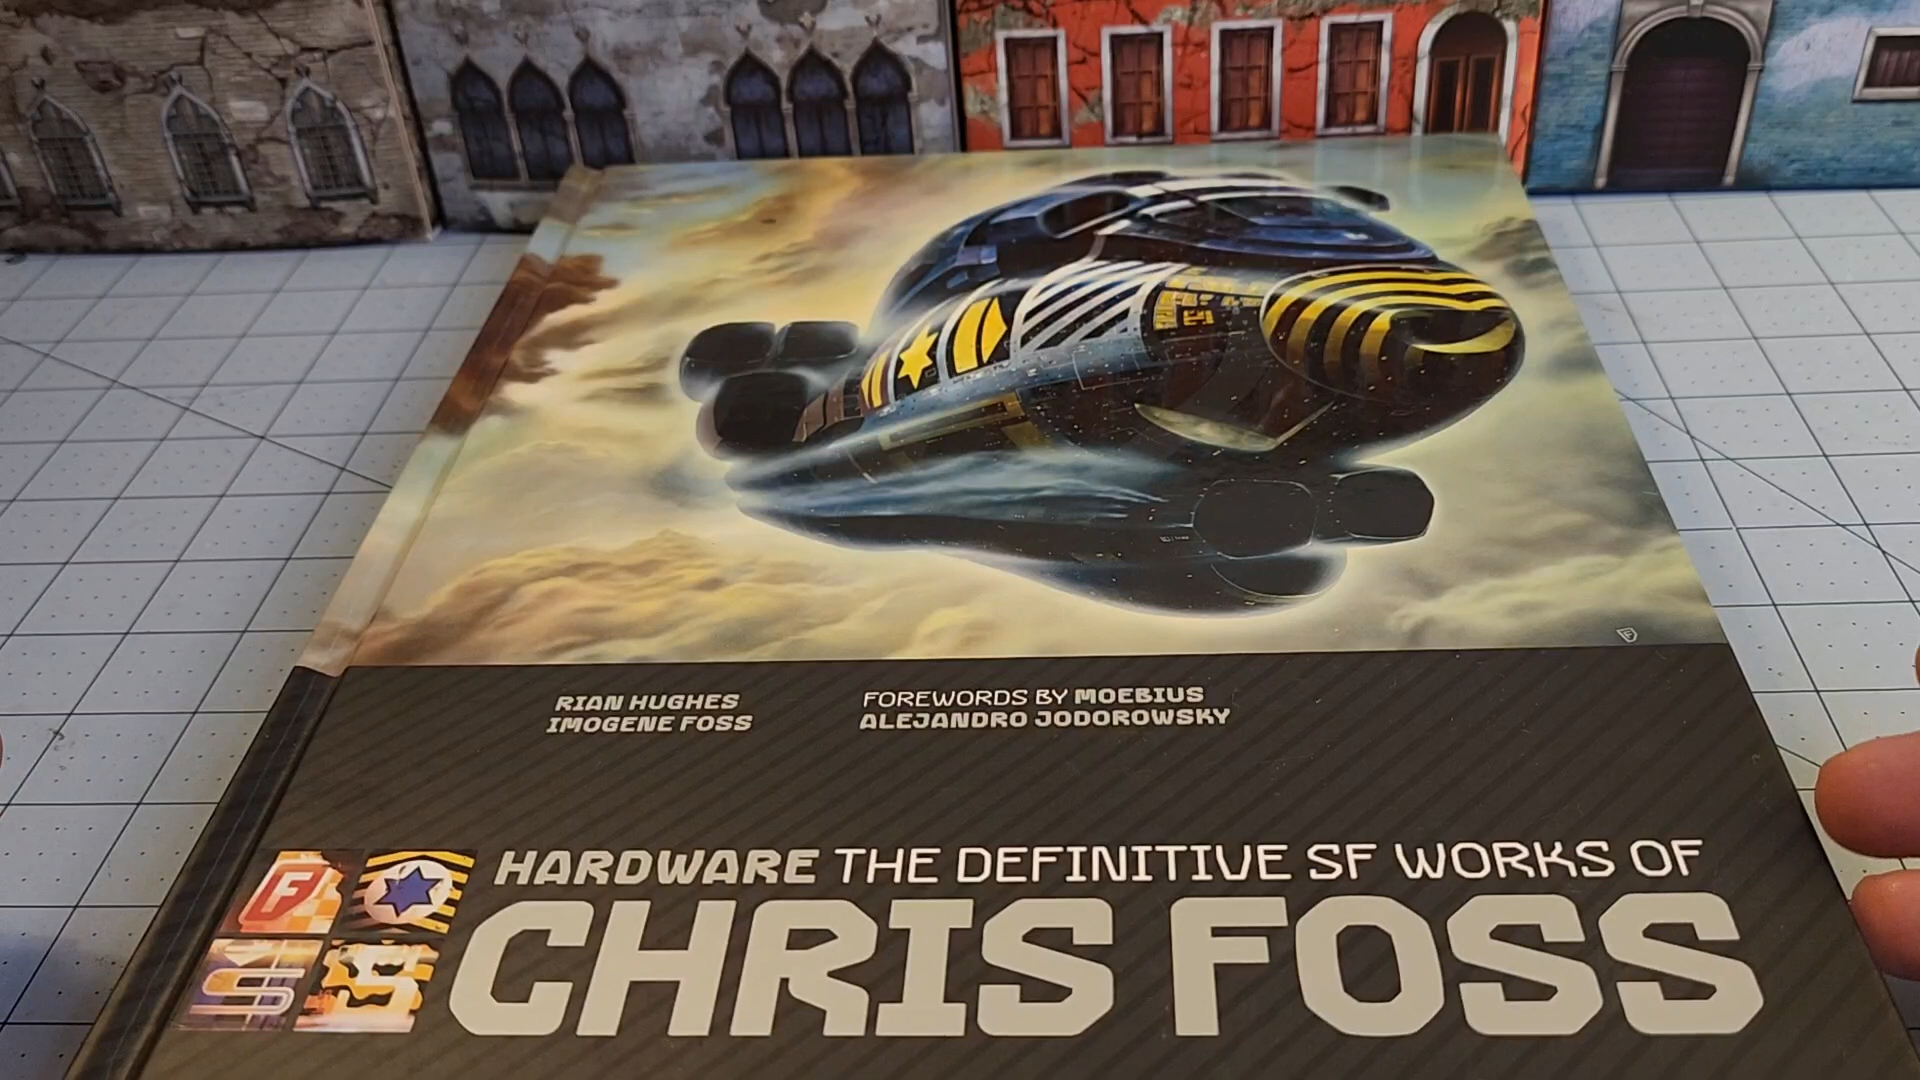 RIAN HUGHES
IMOGENE FOSS
FOREWORDS BY MOEBIUS
ALEJANDRO JODOROWSKY
HARDWARE THE DEFINITIVE SF WORKS OF
CHRIS FOSS
F
S
S
F